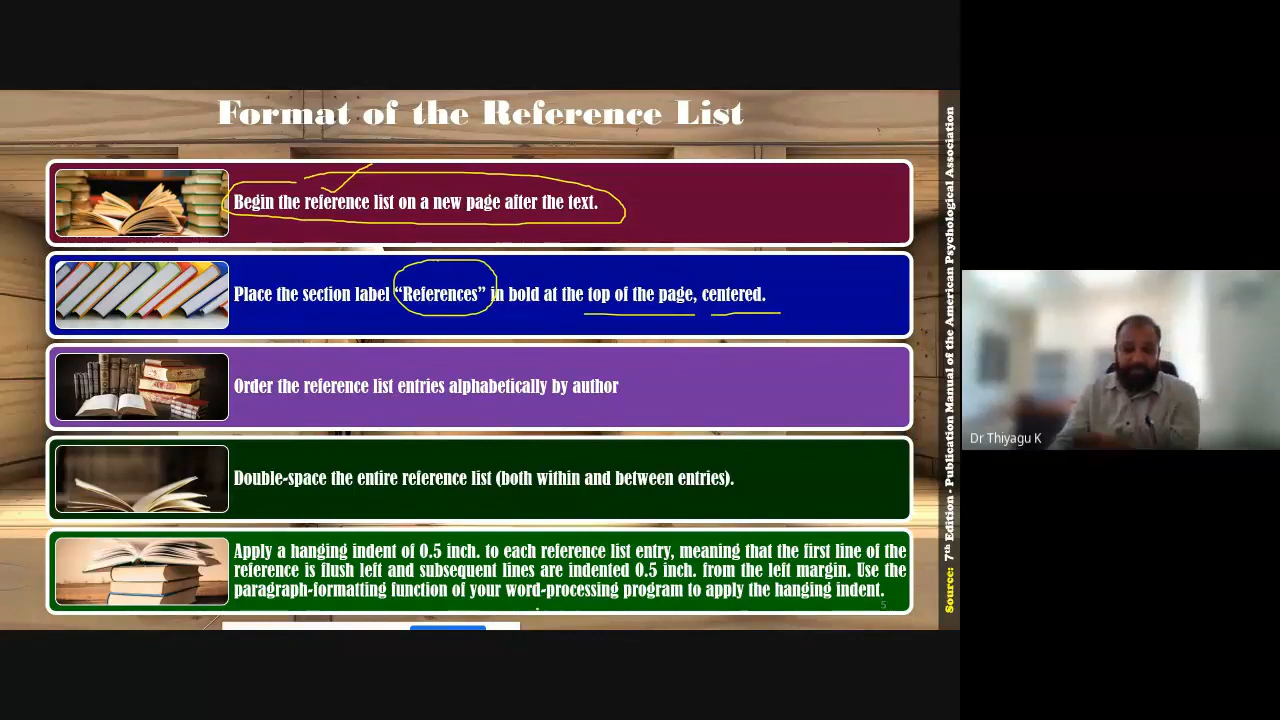 Format of the Reference List
Begin the reference list on a new page after the text.
Place the section label “References” in bold at the top of the page, centered.
Order the reference list entries alphabetically by author
Double-space the entire reference list (both within and between entries).
Apply a hanging indent of 0.5 inch. to each reference list entry, meaning that the first line of the
reference is flush left and subsequent lines are indented 0.5 inch. from the left margin. Use the
paragraph-formatting function of your word-processing program to apply the hanging indent.
5
Source: 7th Edition - Publication Manual of the American Psychological Association
Dr Thiyagu K